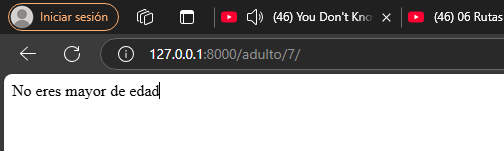 Iniciar sesión
(46) You Don't Kno
(46) 06 Rutas
127.0.0.1:8000/adulto/7/
No eres mayor de edad